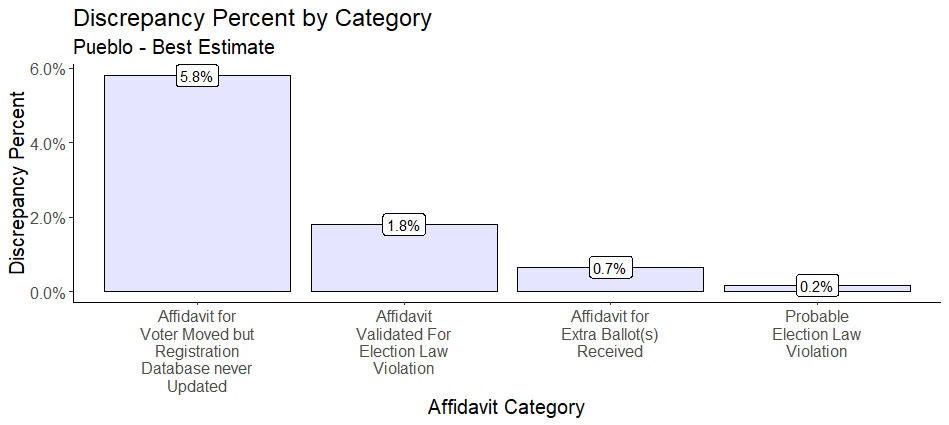 Discrepancy Percent by Category
Pueblo - Best Estimate
Discrepancy Percent
6.0%
4.0%
2.0%
0.0%
5.8%
1.8%
0.7%
0.2%
Affidavit for
Voter Moved but
Registration
Database never
Updated
Affidavit
Validated For
Election Law
Violation
Affidavit for
Extra Ballot(s)
Received
Probable
Election Law
Violation
Affidavit Category